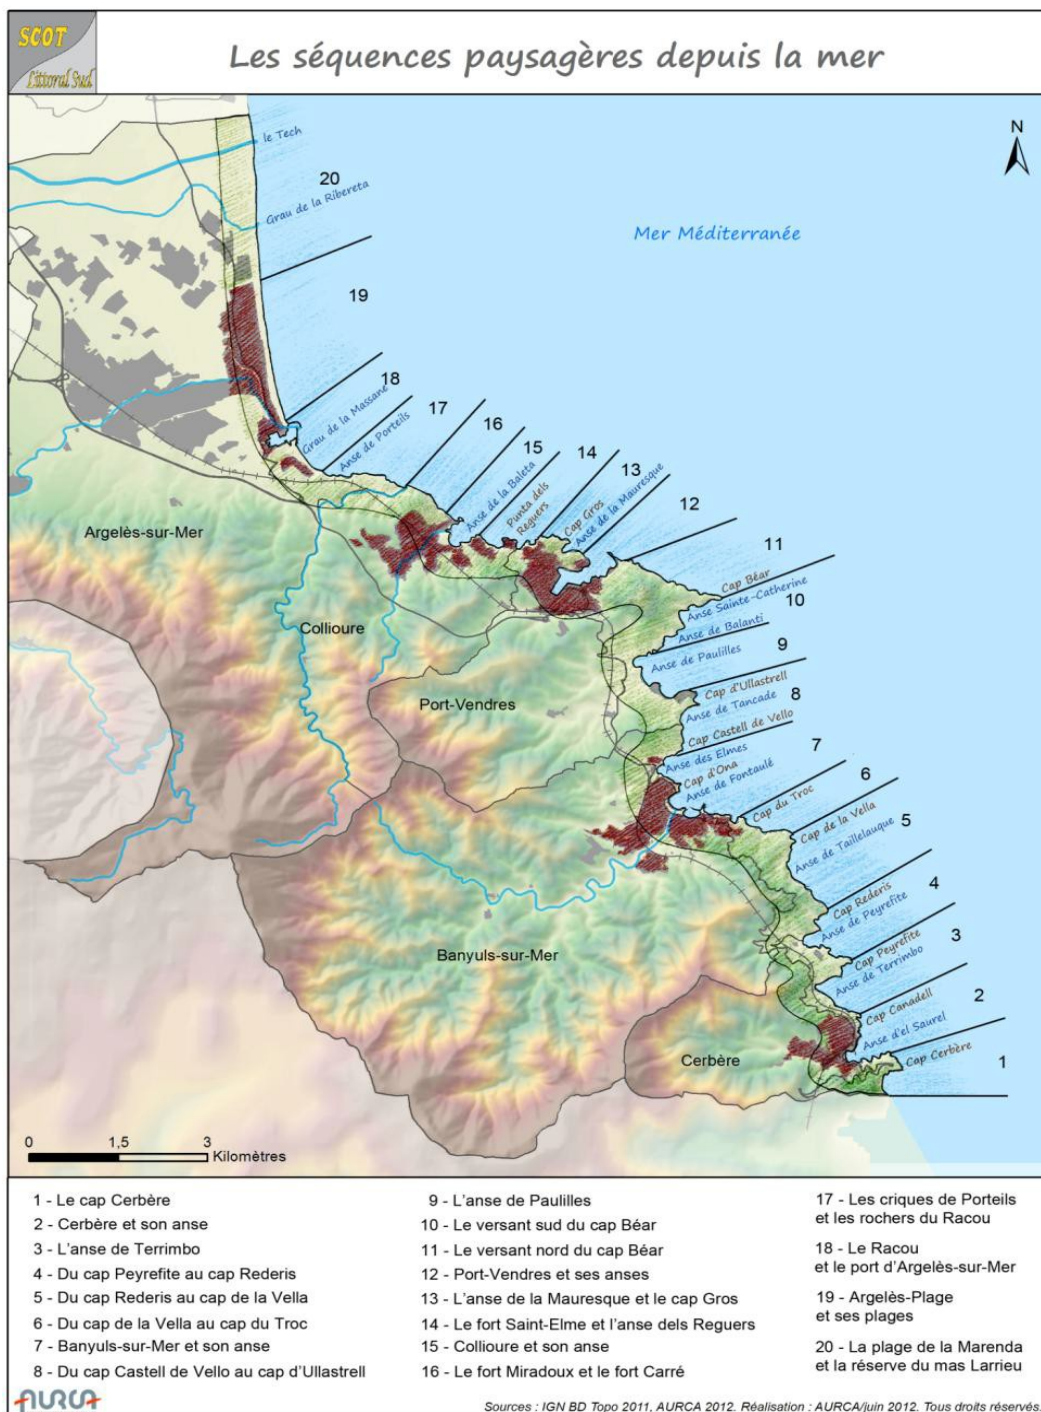 SCOT
Littoral Sud
Les séquences paysagères depuis la mer
N
le Tech
20
Grau de la Ribereta
Mer Méditerranée
19
18
Grau de la Massane
17
Anse de Porteils
16
15
Anse de la Baleta
14
Punta dels
Reguers
13
Cap Gros
Anse de la Mauresque
12
11
Cap Béar
Anse Sainte-Catherine
10
Anse de Balanti
Anse de Paulilles
9
Cap d'Ullastrell
8
Anse de Tancade
Cap Castell de Vello
7
Anse des Elmes
Cap d'Ona
Anse de Fontaulé
6
Cap du Troc
Cap de la Vella
5
Anse de Taillelauque
4
Cap Rederis
Anse de Peyrefite
3
Cap Peyrefite
Anse de Terrimbo
2
Cap Canadell
Anse d'el Saurel
1
Cap Cerbère
Argelès-sur-Mer
Collioure
Port-Vendres
Banyuls-sur-Mer
Cerbère
0 1,5 3
Kilomètres
1 - Le cap Cerbère
2 - Cerbère et son anse
3 - L'anse de Terrimbo
4 - Du cap Peyrefite au cap Rederis
5 - Du cap Rederis au cap de la Vella
6 - Du cap de la Vella au cap du Troc
7 - Banyuls-sur-Mer et son anse
8 - Du cap Castell de Vello au cap d'Ullastrell
9 - L'anse de Paulilles
10 - Le versant sud du cap Béar
11 - Le versant nord du cap Béar
12 - Port-Vendres et ses anses
13 - L'anse de la Mauresque et le cap Gros
14 - Le fort Saint-Elme et l'anse dels Reguers
15 - Collioure et son anse
16 - Le fort Miradoux et le fort Carré
17 - Les criques de Porteils
et les rochers du Racou
18 - Le Racou
et le port d'Argelès-sur-Mer
19 - Argelès-Plage
et ses plages
20 - La plage de la Marenda
et la réserve du mas Larrieu
AURCA
Sources : IGN BD Topo 2011, AURCA 2012. Réalisation : AURCA/juin 2012. Tous droits réservés.